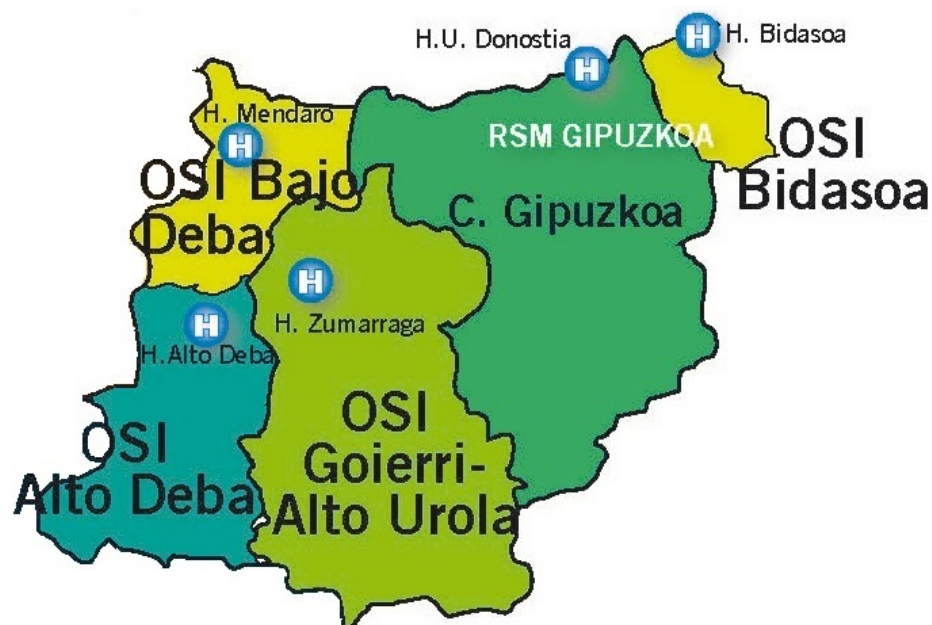 H.U. Donostia
H
H
H. Bidasoa
H. Mendaro
H
RSM GIPUZKOA
OSI
Bidasoa
OSI Bajo
Deba
C. Gipuzkoa
H
H. Zumarraga
H
H.Alto Deba
OSI
Goierri-
Alto Urola
OSI
Alto Deba